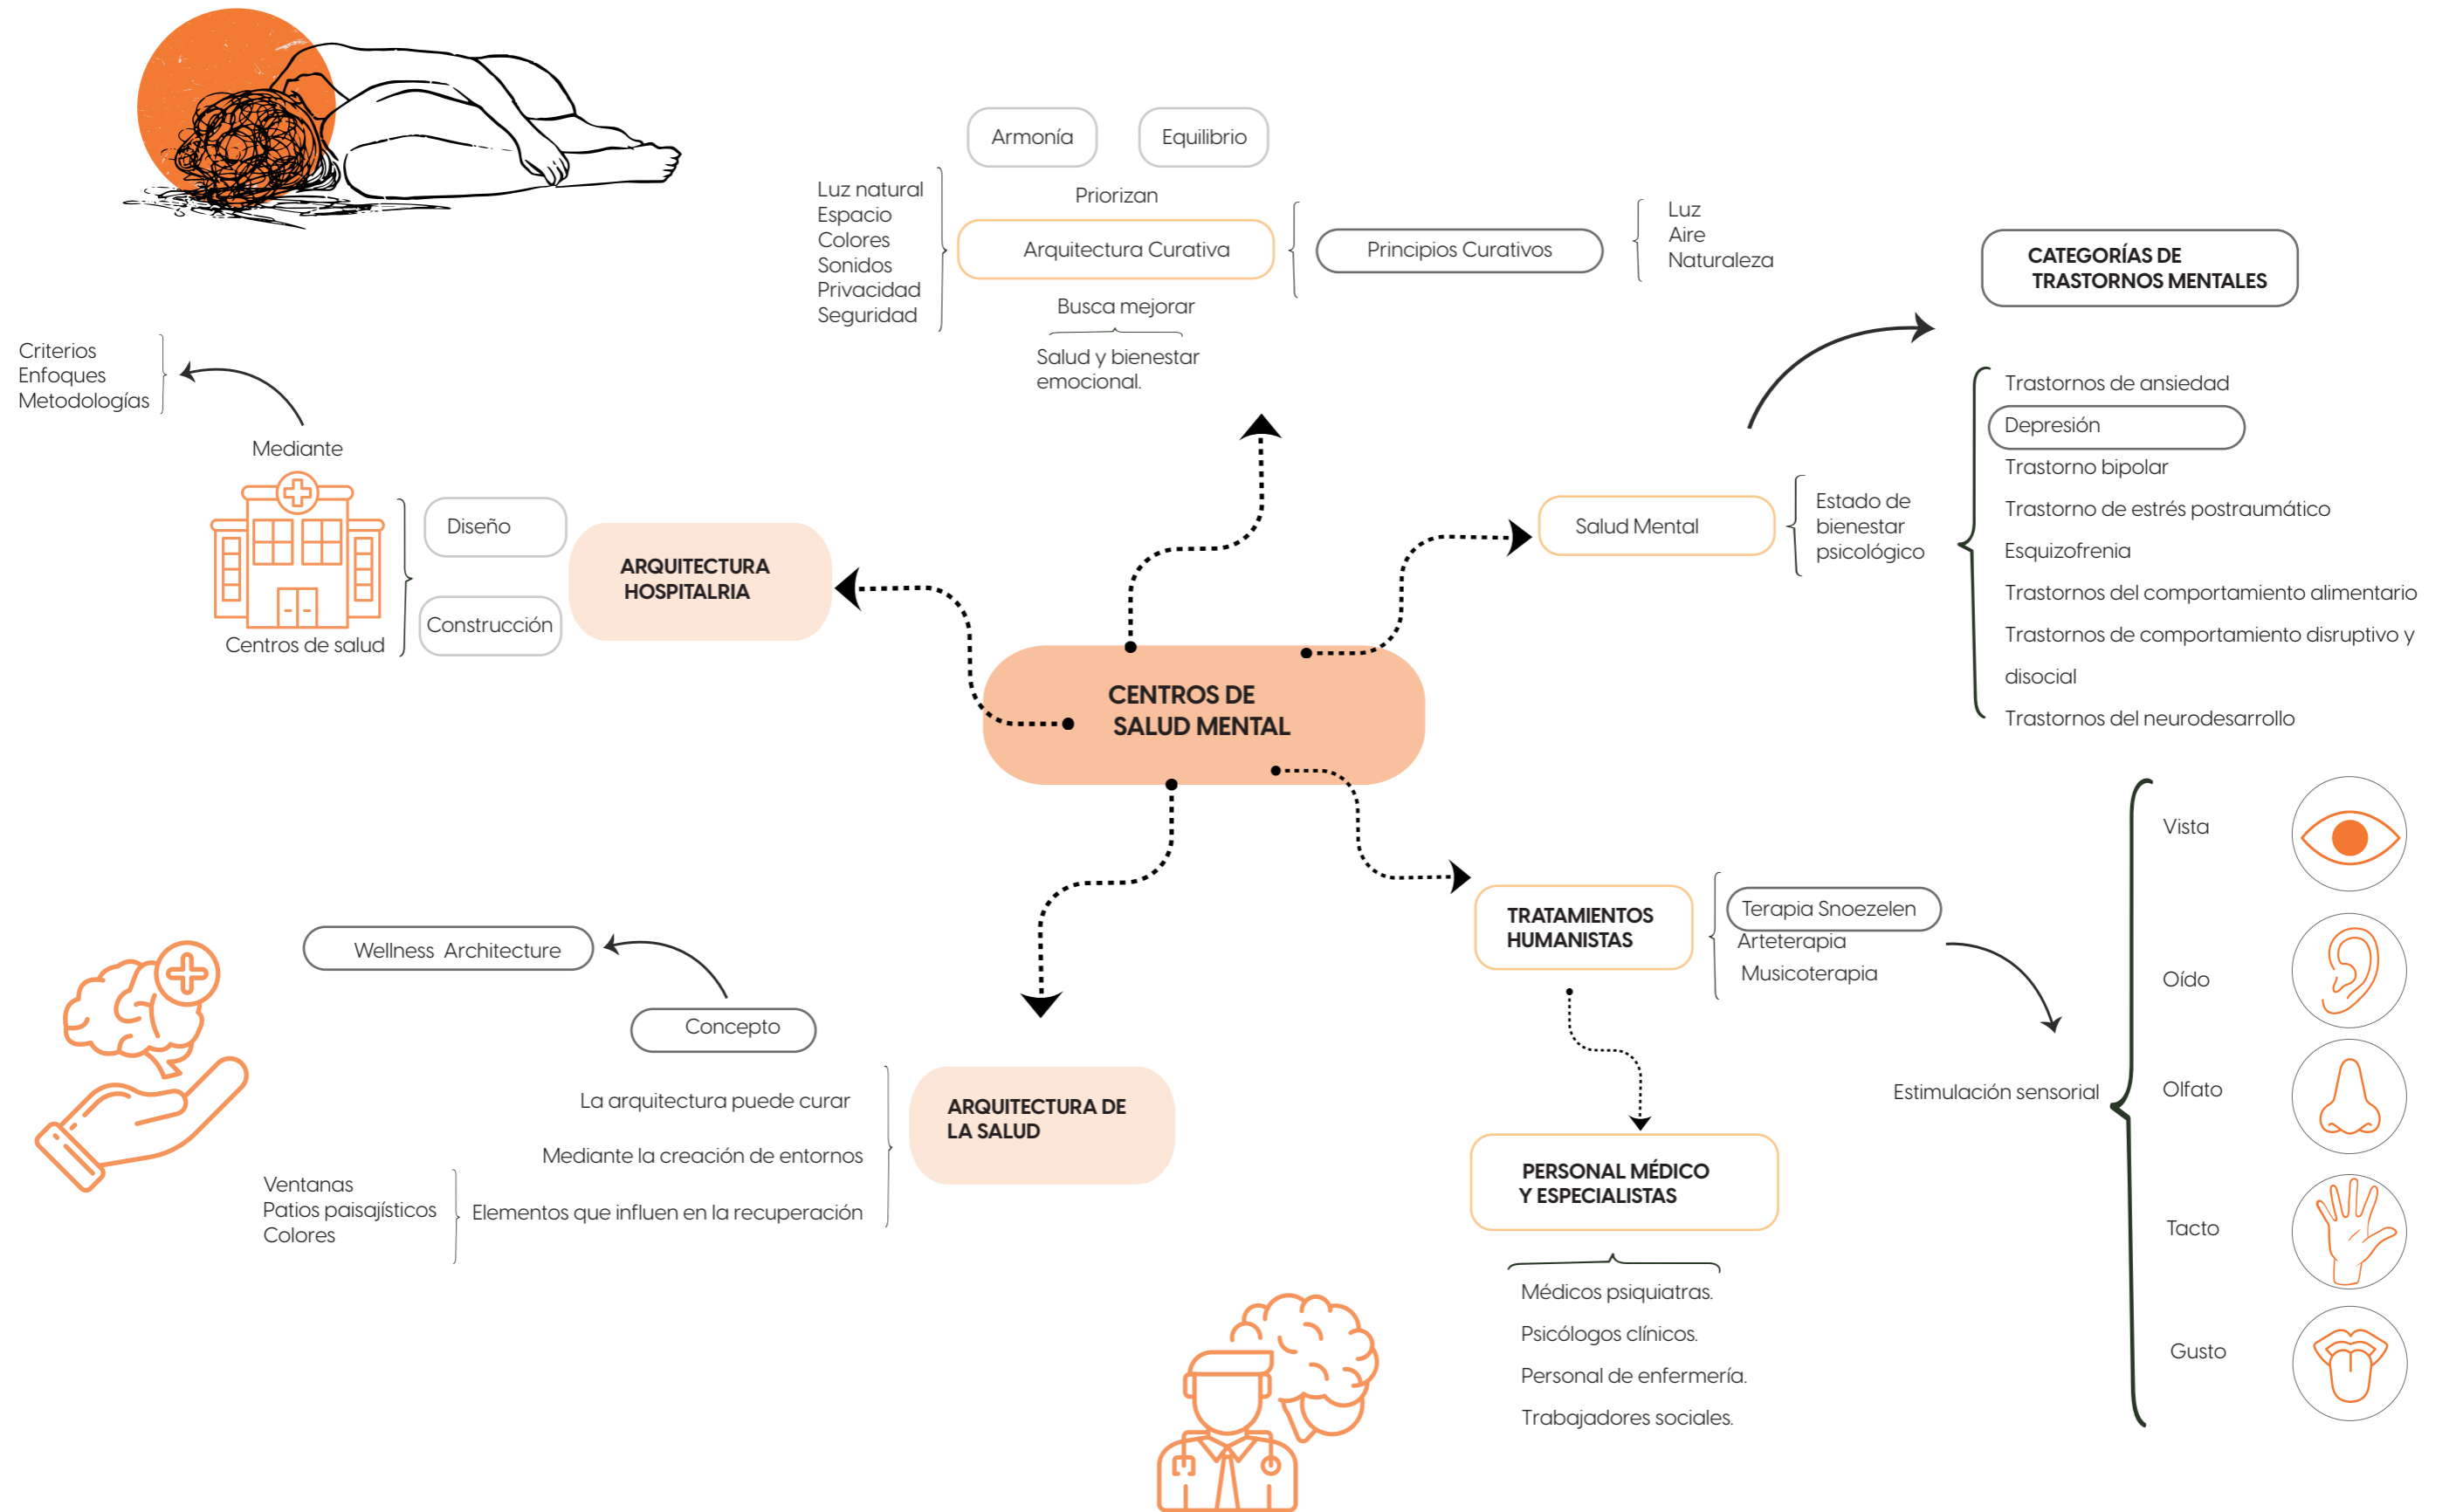 Armonía
Equilibrio
Priorizan
Luz natural
Espacio
Colores
Sonidos
Privacidad
Seguridad
Arquitectura Curativa
Principios Curativos
Luz
Aire
Naturaleza
Busca mejorar
Salud y bienestar
emocional.
CATEGORÍAS DE
TRASTORNOS MENTALES
Trastornos de ansiedad
Depresión
Trastorno bipolar
Trastorno de estrés postraumático
Esquizofrenia
Trastornos del comportamiento alimentario
Trastornos de comportamiento disruptivo y
disocial
Trastornos del neurodesarrollo
Salud Mental
Estado de
bienestar
psicológico
Criterios
Enfoques
Metodologías
Mediante
Centros de salud
Diseño
Construcción
ARQUITECTURA
HOSPITALRIA
CENTROS DE
SALUD MENTAL
Wellness Architecture
Concepto
La arquitectura puede curar
Mediante la creación de entornos
Elementos que influen en la recuperación
Ventanas
Patios paisajísticos
Colores
ARQUITECTURA DE
LA SALUD
TRATAMIENTOS
HUMANISTAS
Terapia Snoezelen
Arteterapia
Musicoterapia
Estimulación sensorial
Vista
Oído
Olfato
Tacto
Gusto
PERSONAL MÉDICO
Y ESPECIALISTAS
Médicos psiquiatras.
Psicólogos clínicos.
Personal de enfermería.
Trabajadores sociales.